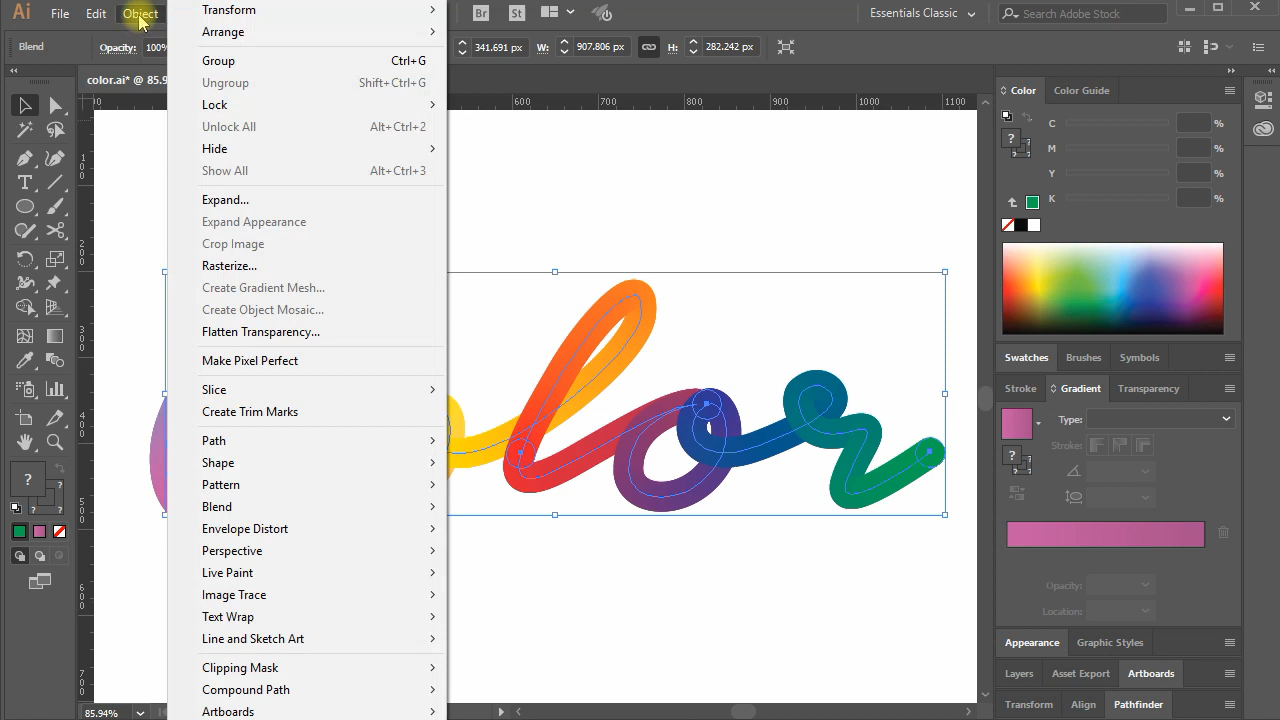 Ai File Edit Object Br St Essentials Classic Search Adobe Stock
Blend Opacity: 100% 341.691 px W: 907.806 px H: 282.242 px
color.ai* @ 85.9
600 700 800 900 1000 1100
Transform
Arrange
Group Ctrl+G
Ungroup Shift+Ctrl+G
Lock
Unlock All Alt+Ctrl+2
Hide
Show All Alt+Ctrl+3
Expand...
Expand Appearance
Crop Image
Rasterize...
Create Gradient Mesh...
Create Object Mosaic...
Flatten Transparency...
Make Pixel Perfect
Slice
Create Trim Marks
Path
Shape
Pattern
Blend
Envelope Distort
Perspective
Live Paint
Image Trace
Text Wrap
Line and Sketch Art
Clipping Mask
Compound Path
Artboards
Color Color Guide
C %
M %
Y %
K %
Swatches Brushes Symbols
Stroke Gradient Transparency
Type:
Stroke:
Opacity:
Location:
Appearance Graphic Styles
Layers Asset Export Artboards
Transform Align Pathfinder
85.94%